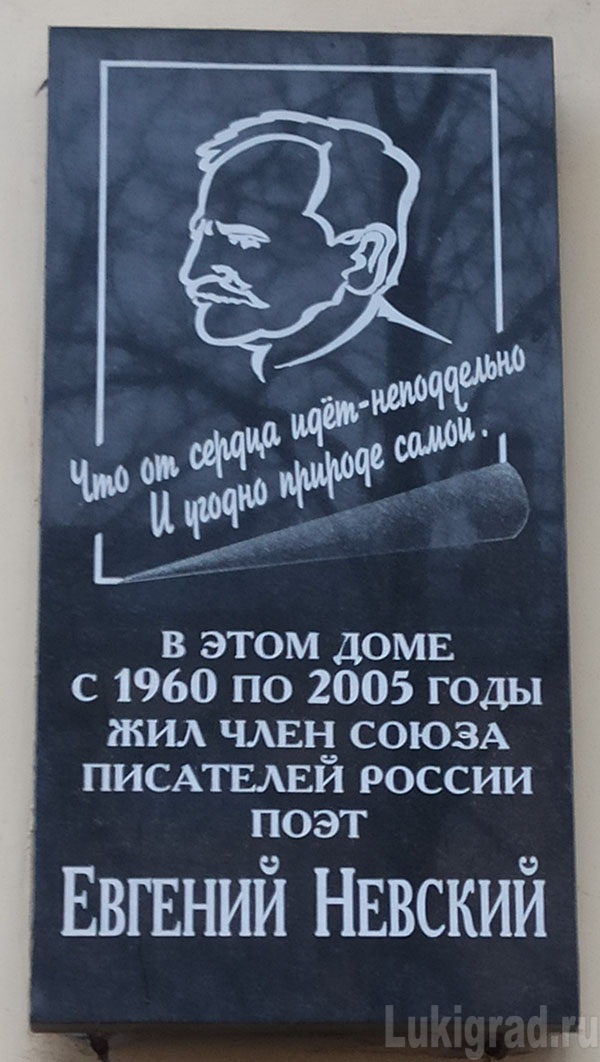 Что от сердца идёт-неподдельно
И угодно природе самой.
В ЭТОМ ДОМЕ
С 1960 ПО 2005 ГОДЫ
ЖИЛ ЧЛЕН СОЮЗА
ПИСАТЕЛЕЙ РОССИИ
ПОЭТ
ЕВГЕНИЙ НЕВСКИЙ
Lukigrad.ru